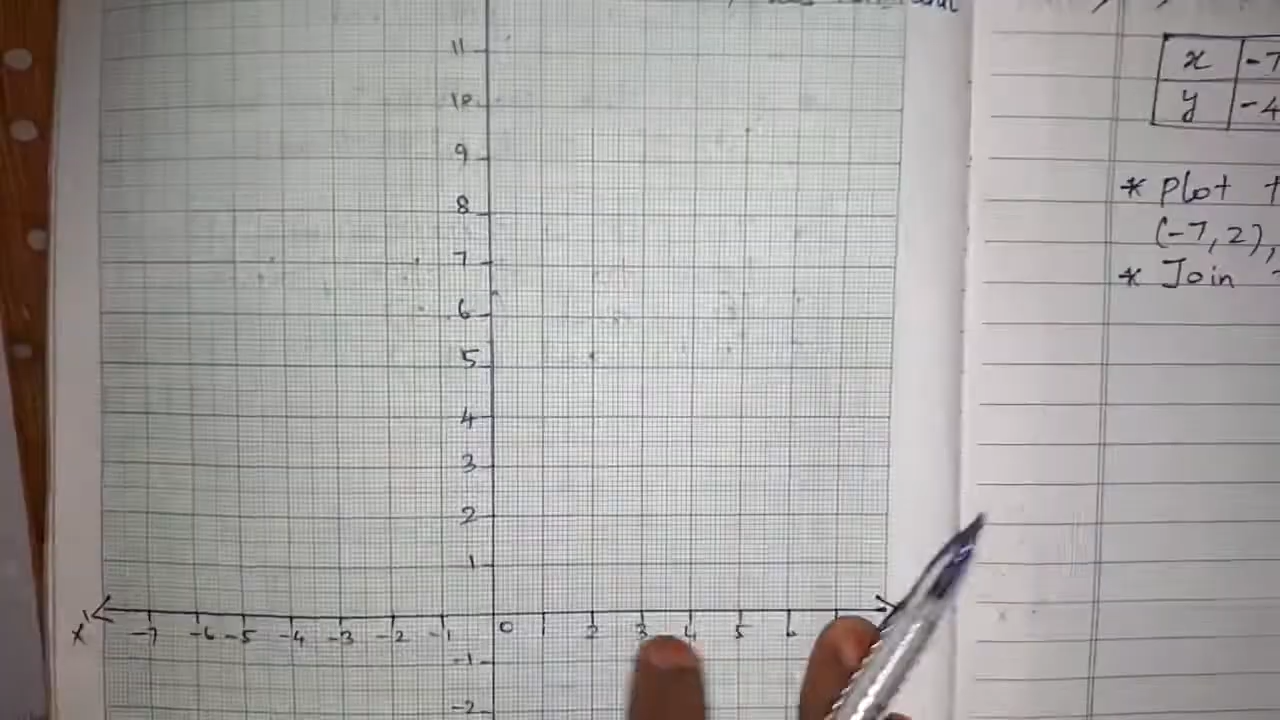 11
10
9
8
7
6
5
4
3
2
1
x' -7 -6 -5 -4 -3 -2 -1 0 1 2 3 4 5 6
-1
-2
x -7
y -4
* Plot
(-7, 2),
* Join